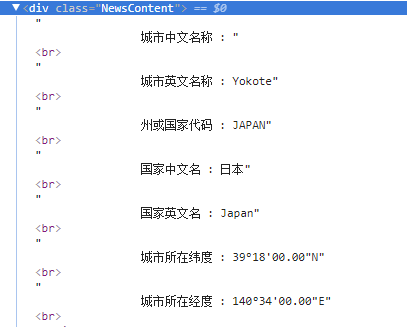 ▼<div class="NewsContent"> == $0
"
城市中文名称 : "
<br>
"
城市英文名称 : Yokote"
<br>
"
州或国家代码 : JAPAN"
<br>
"
国家中文名 : 日本"
<br>
"
国家英文名 : Japan"
<br>
"
城市所在纬度 : 39°18'00.00"N"
<br>
"
城市所在经度 : 140°34'00.00"E"
<br>